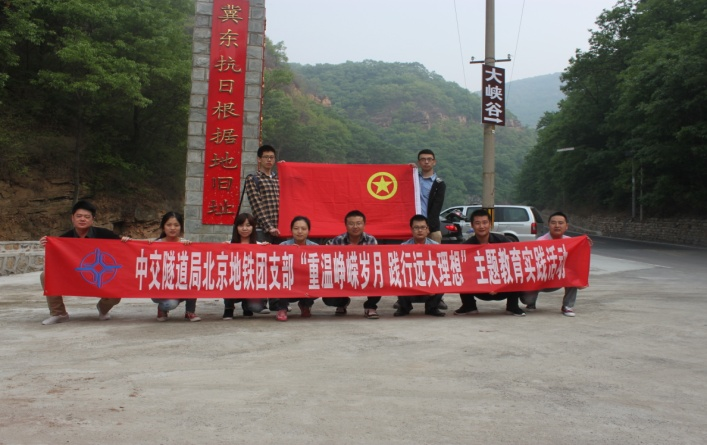 冀东抗日根据地旧址
大峡谷
中交隧道局北京地铁团支部“重温峥嵘岁月 践行远大理想”主题教育实践活动